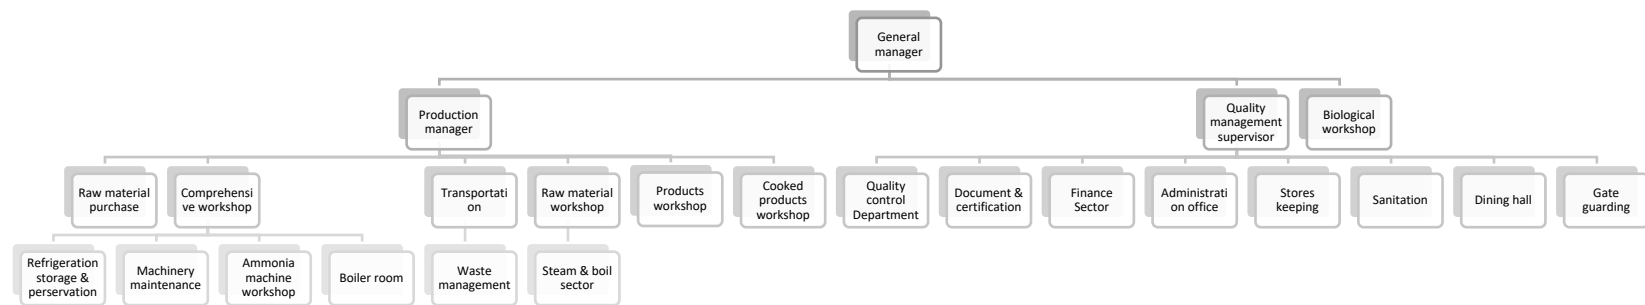 General
manager
Production
manager
Quality
management
supervisor
Biological
workshop
Raw material
purchase
Comprehensi
ve workshop
Transportati
on
Raw material
workshop
Products
workshop
Cooked
products
workshop
Quality
control
Department
Document &
certification
Finance
Sector
Administrati
on office
Stores
keeping
Sanitation
Dining hall
Gate
guarding
Refrigeration
storage &
perservation
Machinery
maintenance
Ammonia
machine
workshop
Boiler room
Waste
management
Steam & boil
sector